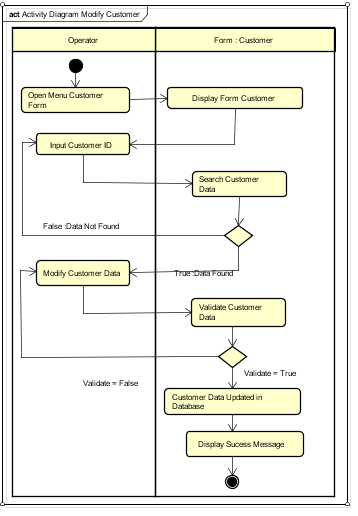 act Activity Diagram Modify Customer
Operator
Form : Customer
Open Menu Customer
Form
Display Form Customer
Input Customer ID
Search Customer
Data
False :Data Not Found
Modify Customer Data
True :Data Found
Validate Customer
Data
Validate = True
Validate = False
Customer Data Updated in
Database
Display Sucess Message